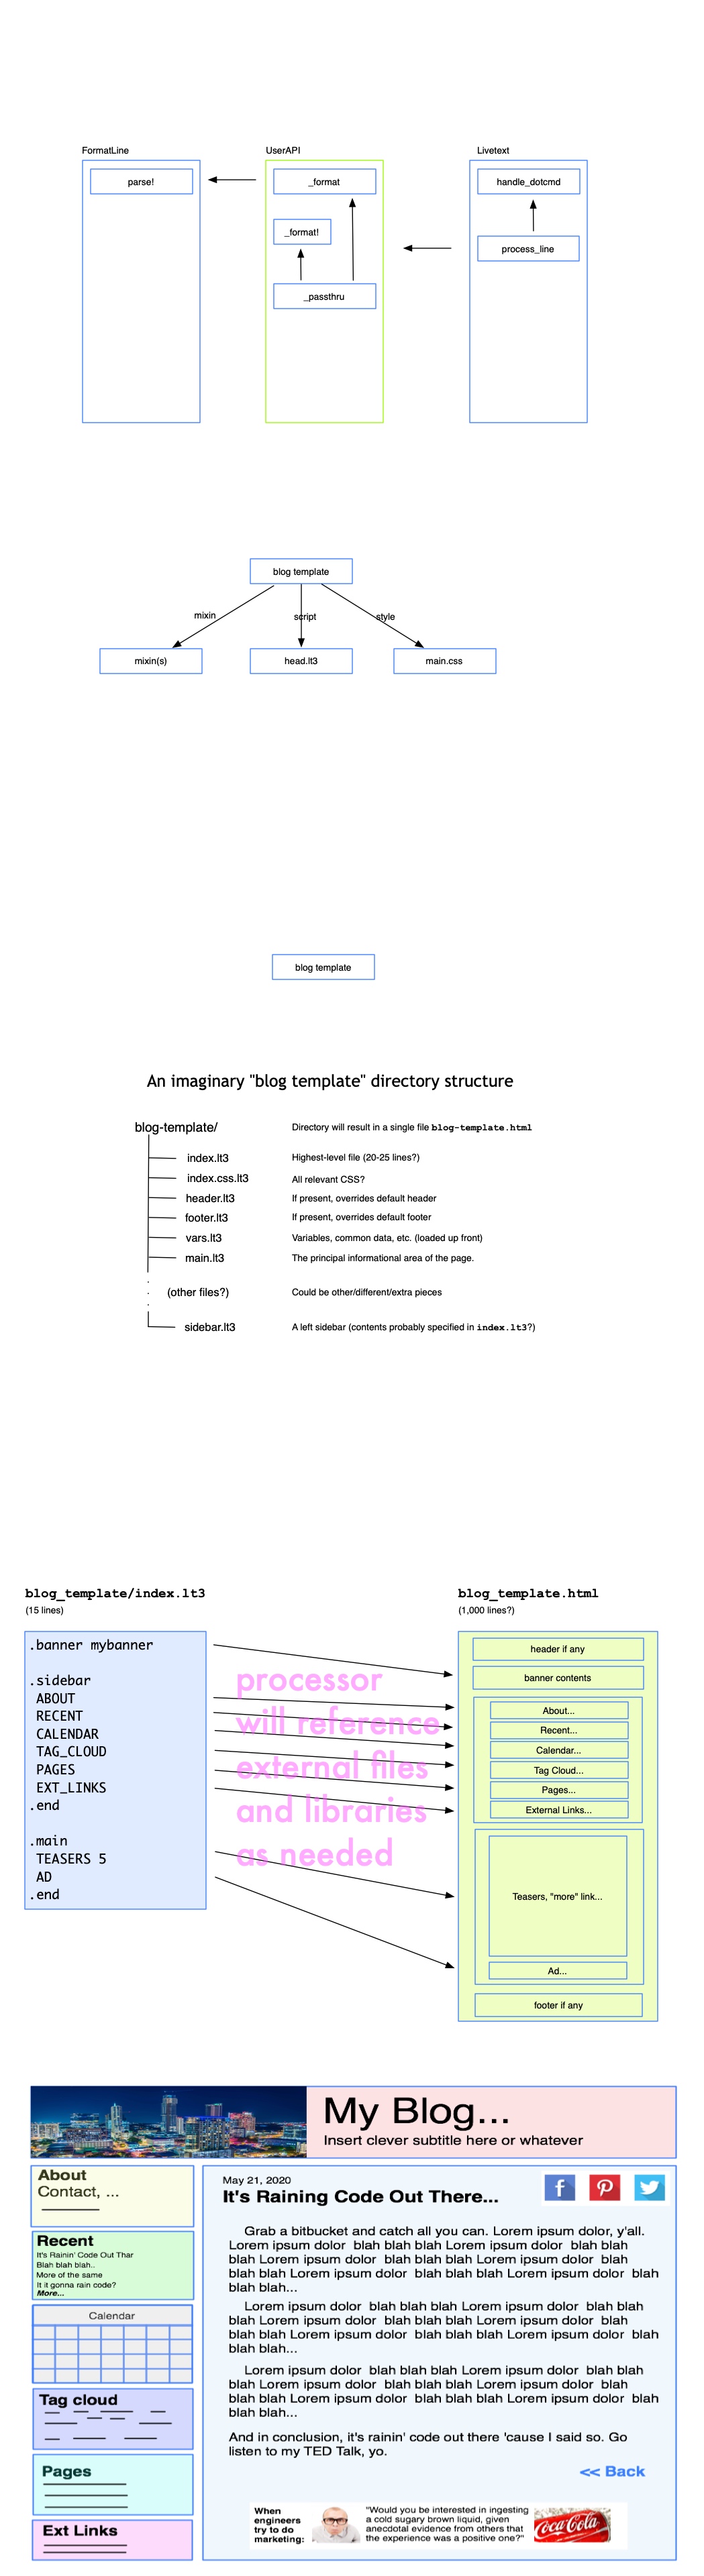 FormatLine
UserAPI
Livetext
parse!
_format
handle_dotcmd
_format!
process_line
_passthru
blog template
mixin
script
style
mixin(s)
head.lt3
main.css
blog template
An imaginary "blog template" directory structure
blog-template/
Directory will result in a single file blog-template.html
index.lt3
Highest-level file (20-25 lines?)
index.css.lt3
All relevant CSS?
header.lt3
If present, overrides default header
footer.lt3
If present, overrides default footer
vars.lt3
Variables, common data, etc. (loaded up front)
main.lt3
The principal informational area of the page.
(other files?)
Could be other/different/extra pieces
sidebar.lt3
A left sidebar (contents probably specified in index.lt3?)
blog_template/index.lt3
(15 lines)
.banner mybanner
.sidebar
ABOUT
RECENT
CALENDAR
TAG_CLOUD
PAGES
EXT_LINKS
.end
.main
TEASERS 5
AD
.end
processor
will reference
external files
and libraries
as needed
blog_template.html
(1,000 lines?)
header if any
banner contents
About...
Recent...
Calendar...
Tag Cloud...
Pages...
External Links...
Teasers, "more" link...
Ad...
footer if any
My Blog...
Insert clever subtitle here or whatever
About
Contact, ...
Recent
It's Rainin' Code Out Thar
Blah blah blah..
More of the same
It it gonna rain code?
More...
Calendar
Tag cloud
Pages
Ext Links
May 21, 2020
It's Raining Code Out There...
f
Grab a bitbucket and catch all you can. Lorem ipsum dolor, y'all.
Lorem ipsum dolor blah blah blah Lorem ipsum dolor blah blah
blah Lorem ipsum dolor blah blah blah Lorem ipsum dolor blah
blah blah Lorem ipsum dolor blah blah blah Lorem ipsum dolor blah
blah blah...
Lorem ipsum dolor blah blah blah Lorem ipsum dolor blah blah
blah Lorem ipsum dolor blah blah blah Lorem ipsum dolor blah
blah blah Lorem ipsum dolor blah blah blah Lorem ipsum dolor blah
blah blah...
Lorem ipsum dolor blah blah blah Lorem ipsum dolor blah blah
blah Lorem ipsum dolor blah blah blah Lorem ipsum dolor blah
blah blah Lorem ipsum dolor blah blah blah Lorem ipsum dolor blah
blah blah...
And in conclusion, it's rainin' code out there 'cause I said so. Go
listen to my TED Talk, yo.
<< Back
When
engineers
try to do
marketing:
"Would you be interested in ingesting
a cold sugary brown liquid, given
anecdotal evidence from others that
the experience was a positive one?"
Coca-Cola